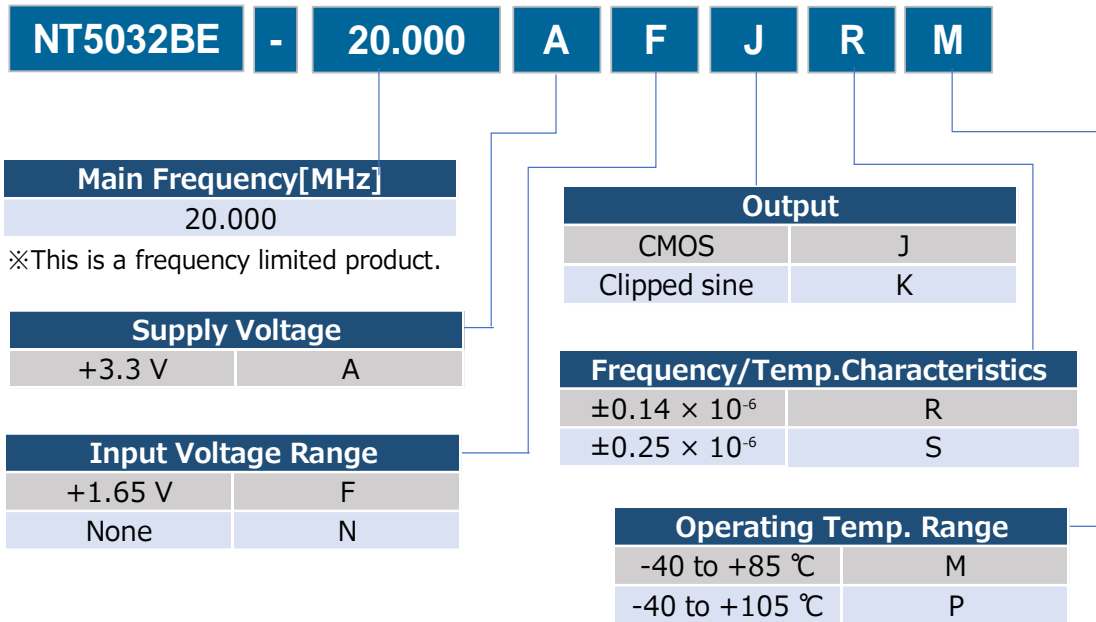 NT5032BE - 20.000 A F J R M
Main Frequency[MHz]
20.000
※This is a frequency limited product.
Supply Voltage
+3.3 V A
Input Voltage Range
+1.65 V F
None N
Output
CMOS J
Clipped sine K
Frequency/Temp.Characteristics
±0.14 × 10⁻⁶ R
±0.25 × 10⁻⁶ S
Operating Temp. Range
-40 to +85 ℃ M
-40 to +105 ℃ P